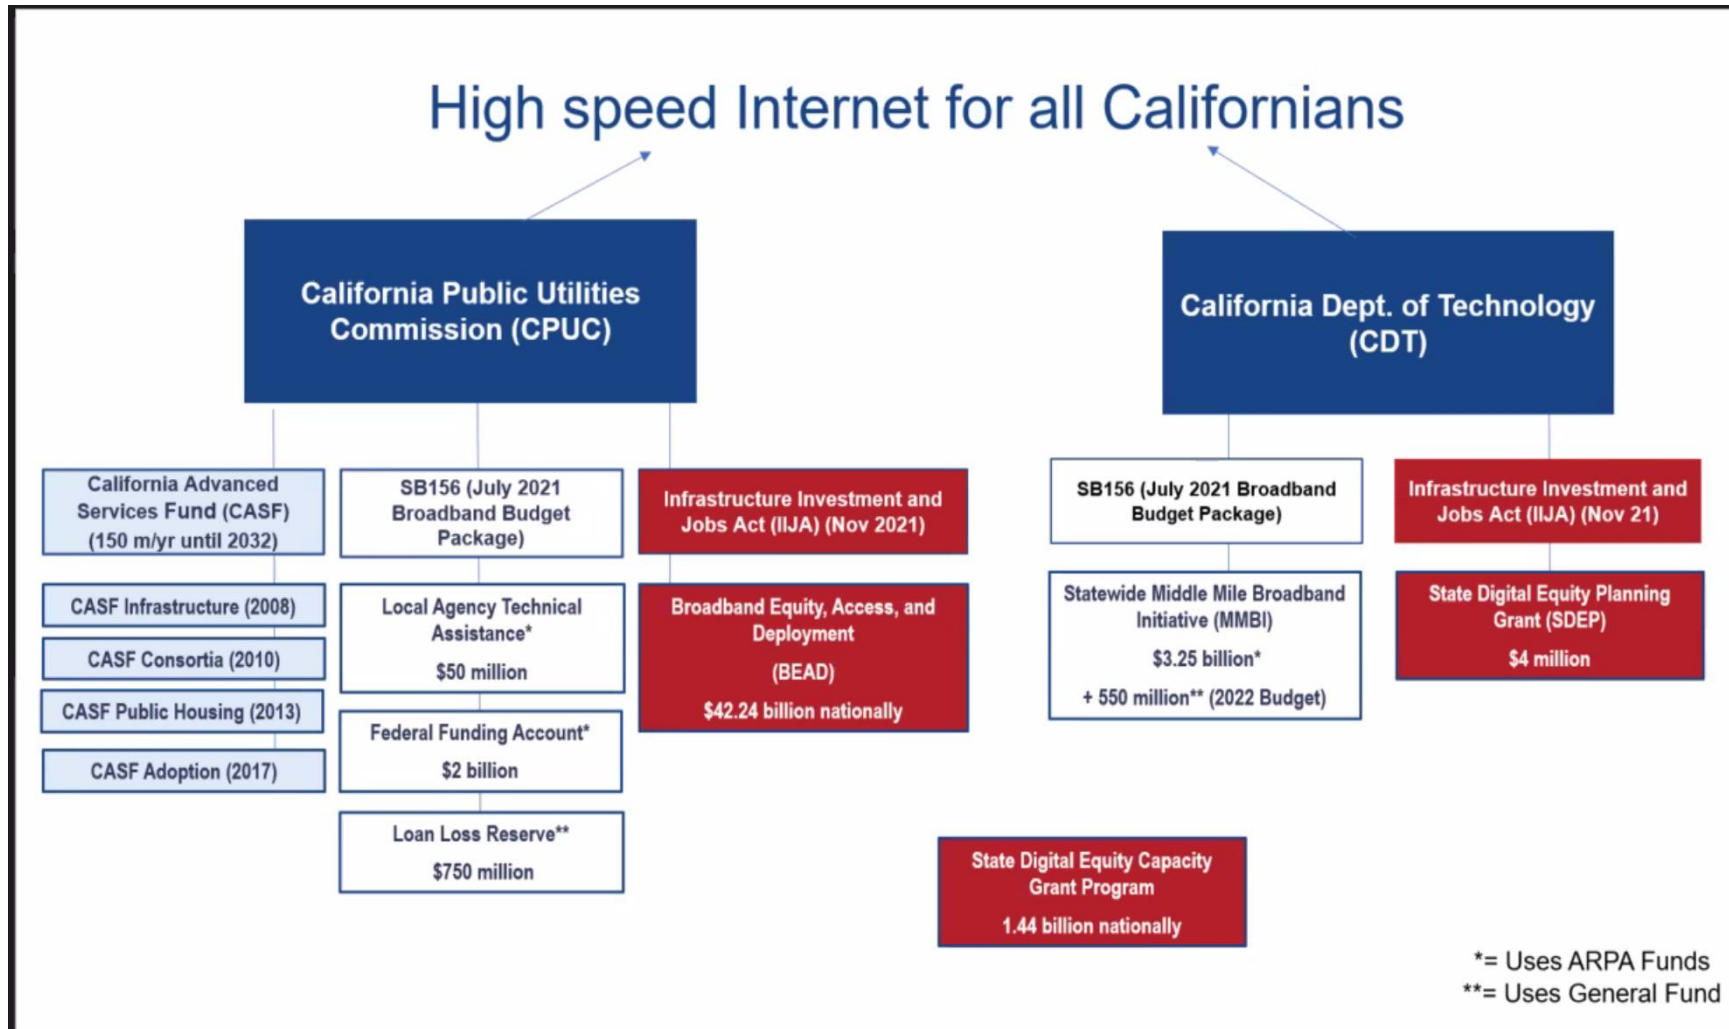 High speed Internet for all Californians
California Public Utilities
Commission (CPUC)
California Advanced
Services Fund (CASF)
(150 m/yr until 2032)
CASF Infrastructure (2008)
CASF Consortia (2010)
CASF Public Housing (2013)
CASF Adoption (2017)
SB156 (July 2021
Broadband Budget
Package)
Local Agency Technical
Assistance*
$50 million
Federal Funding Account*
$2 billion
Loan Loss Reserve**
$750 million
Infrastructure Investment and
Jobs Act (IIJA) (Nov 2021)
Broadband Equity, Access, and
Deployment
(BEAD)
$42.24 billion nationally
California Dept. of Technology
(CDT)
SB156 (July 2021 Broadband
Budget Package)
Statewide Middle Mile Broadband
Initiative (MMBI)
$3.25 billion*
+ 550 million** (2022 Budget)
Infrastructure Investment and
Jobs Act (IIJA) (Nov 21)
State Digital Equity Planning
Grant (SDEP)
$4 million
State Digital Equity Capacity
Grant Program
1.44 billion nationally
*= Uses ARPA Funds
**= Uses General Fund